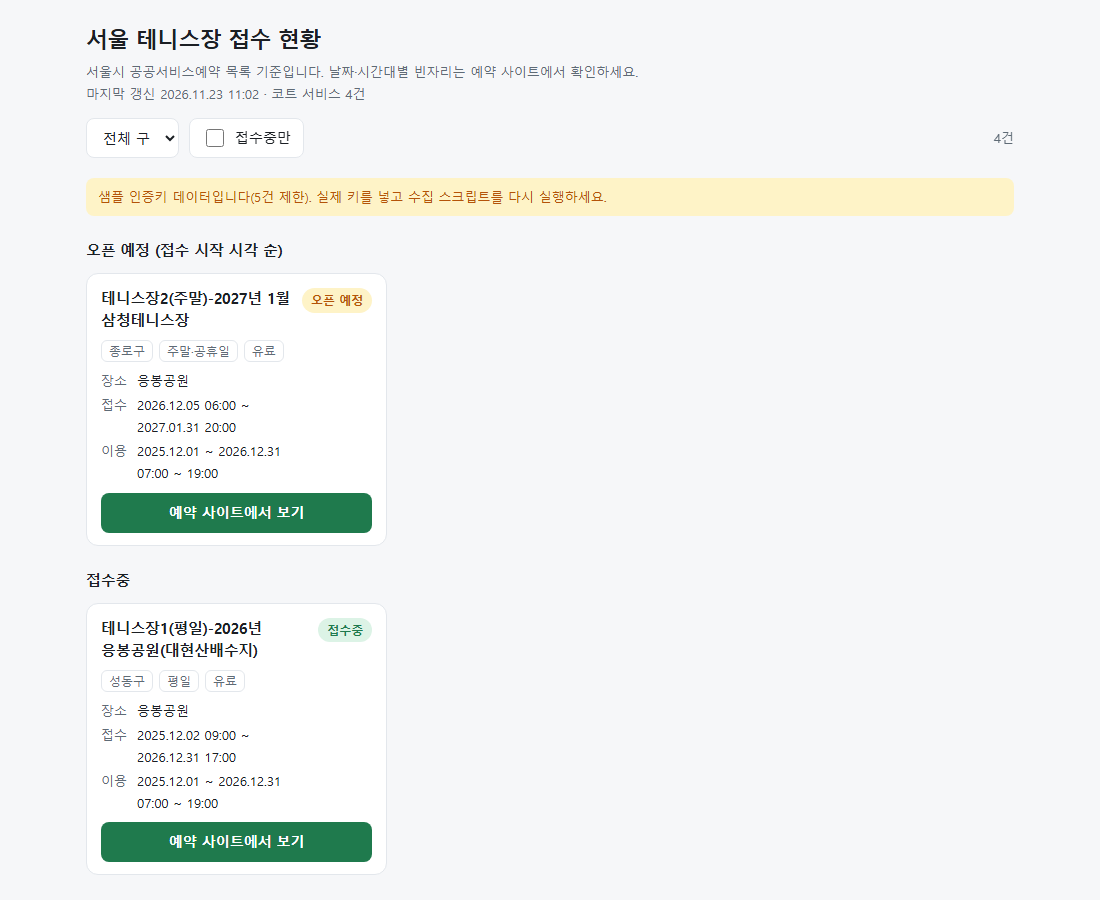 서울 테니스장 접수 현황
서울시 공공서비스예약 목록 기준입니다. 날짜·시간대별 빈자리는 예약 사이트에서 확인하세요.
마지막 갱신 2026.11.23 11:02 · 코트 서비스 4건
전체 구
접수중만
4건
샘플 인증키 데이터입니다(5건 제한). 실제 키를 넣고 수집 스크립트를 다시 실행하세요.
오픈 예정 (접수 시작 시각 순)
테니스장2(주말)-2027년 1월
삼청테니스장
오픈 예정
종로구 주말·공휴일 유료
장소 응봉공원
접수 2026.12.05 06:00 ~
2027.01.31 20:00
이용 2025.12.01 ~ 2026.12.31
07:00 ~ 19:00
예약 사이트에서 보기
접수중
테니스장1(평일)-2026년
응봉공원(대현산배수지)
접수중
성동구 평일 유료
장소 응봉공원
접수 2025.12.02 09:00 ~
2026.12.31 17:00
이용 2025.12.01 ~ 2026.12.31
07:00 ~ 19:00
예약 사이트에서 보기